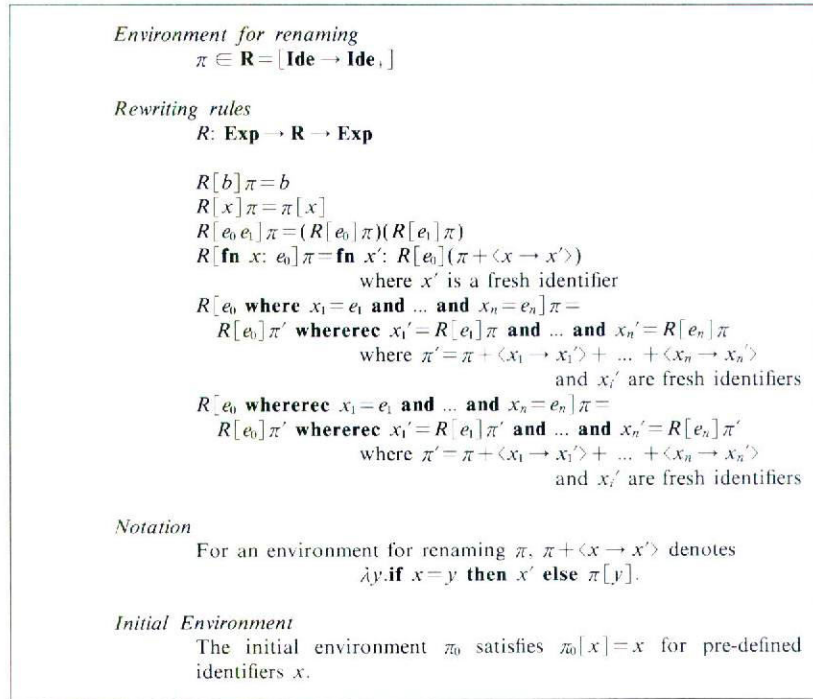 Environment for renaming
π ∈ R = [Ide → Ide⊥]
Rewriting rules
R: Exp → R → Exp
R[b]π = b
R[x]π = π[x]
R[e₀ e₁]π = (R[e₀]π)(R[e₁]π)
R[fn x: e₀]π = fn x': R[e₀](π + ⟨x → x'⟩)
where x' is a fresh identifier
R[e₀ where x₁ = e₁ and ... and xₙ = eₙ]π =
R[e₀]π' whererec x₁' = R[e₁]π and ... and xₙ' = R[eₙ]π
where π' = π + ⟨x₁ → x₁'⟩ + ... + ⟨xₙ → xₙ'⟩
and xᵢ' are fresh identifiers
R[e₀ whererec x₁ = e₁ and ... and xₙ = eₙ]π =
R[e₀]π' whererec x₁' = R[e₁]π' and ... and xₙ' = R[eₙ]π'
where π' = π + ⟨x₁ → x₁'⟩ + ... + ⟨xₙ → xₙ'⟩
and xᵢ' are fresh identifiers
Notation
For an environment for renaming π, π + ⟨x → x'⟩ denotes
λy.if x = y then x' else π[y].
Initial Environment
The initial environment π₀ satisfies π₀[x] = x for pre-defined
identifiers x.